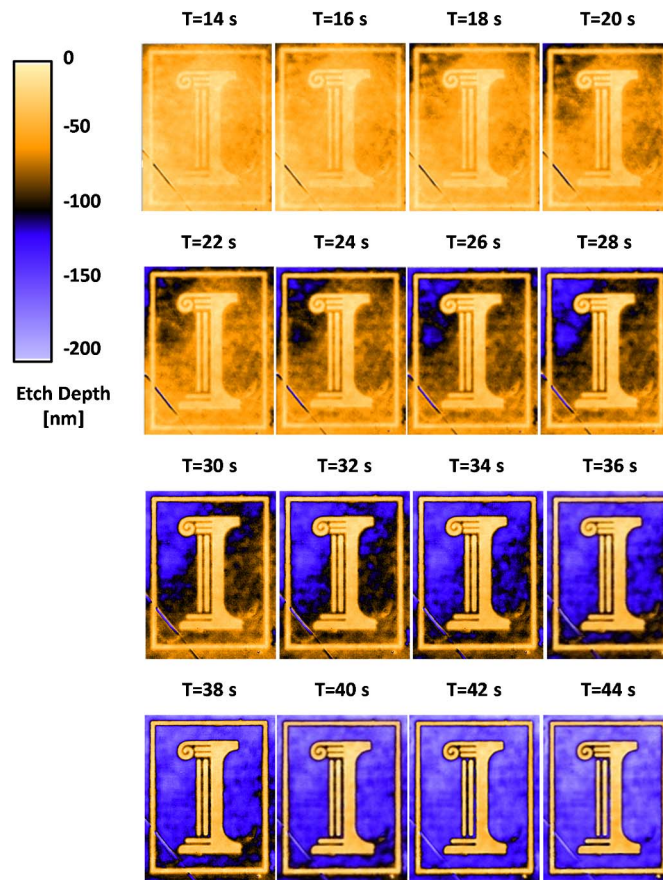 T=14 s T=16 s T=18 s T=20 s
0
-50
-100
-150
-200
Etch Depth
[nm]
T=22 s T=24 s T=26 s T=28 s
T=30 s T=32 s T=34 s T=36 s
T=38 s T=40 s T=42 s T=44 s